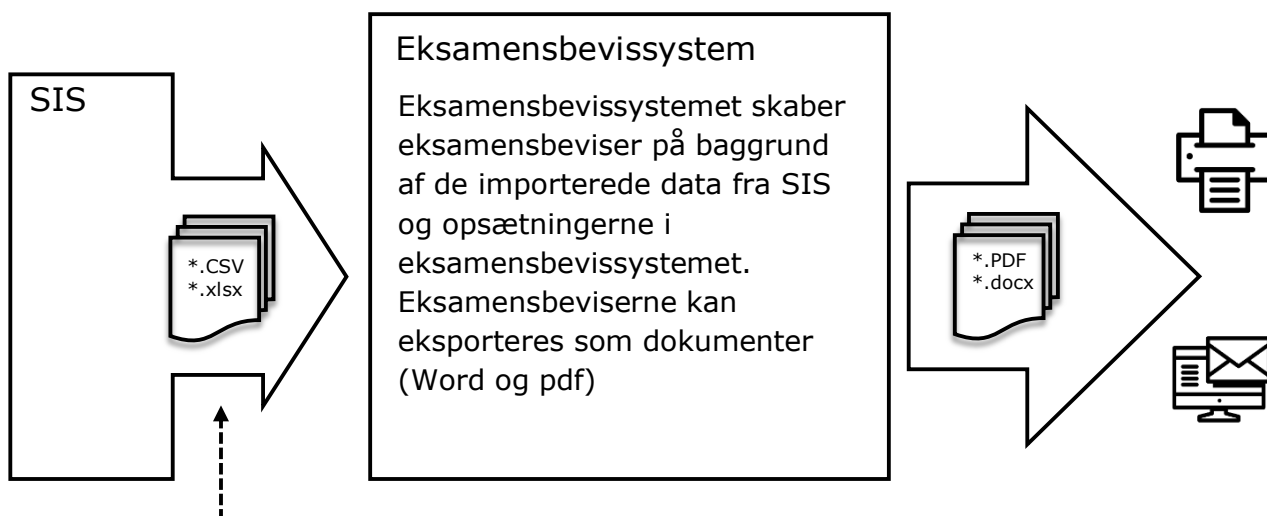 SIS
*.CSV
*.xlsx
Eksamensbevissystem
Eksamensbevissystemet skaber
eksamensbeviser på baggrund
af de importerede data fra SIS
og opsætningerne i
eksamensbevissystemet.
Eksamensbeviserne kan
eksporteres som dokumenter
(Word og pdf)
*.PDF
*.docx